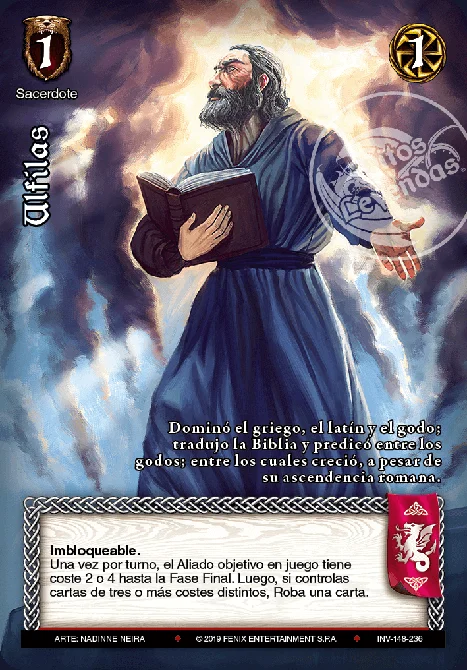 1
1
Sacerdote
Ulfilas
Mitos
Leyendas
Dominó el griego, el latín y el godo;
tradujo la Biblia y predicó entre los
godos; entre los cuales creció, a pesar de
su ascendencia romana.
Imbloqueable.
Una vez por turno, el Aliado objetivo en juego tiene
coste 2 o 4 hasta la Fase Final. Luego, si controlas
cartas de tres o más costes distintos, Roba una carta.
ARTE: NADINNE NEIRA
© 2019 FENIX ENTERTAINMENT S.P.A.
INV-148-236